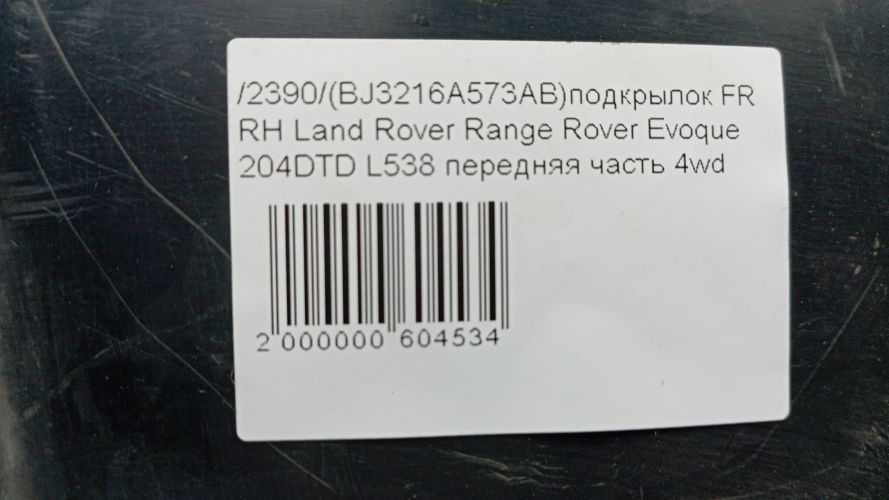 /2390/(BJ3216A573AB)подкрылок FR
RH Land Rover Range Rover Evoque
204DTD L538 передняя часть 4wd
2 000000 604534